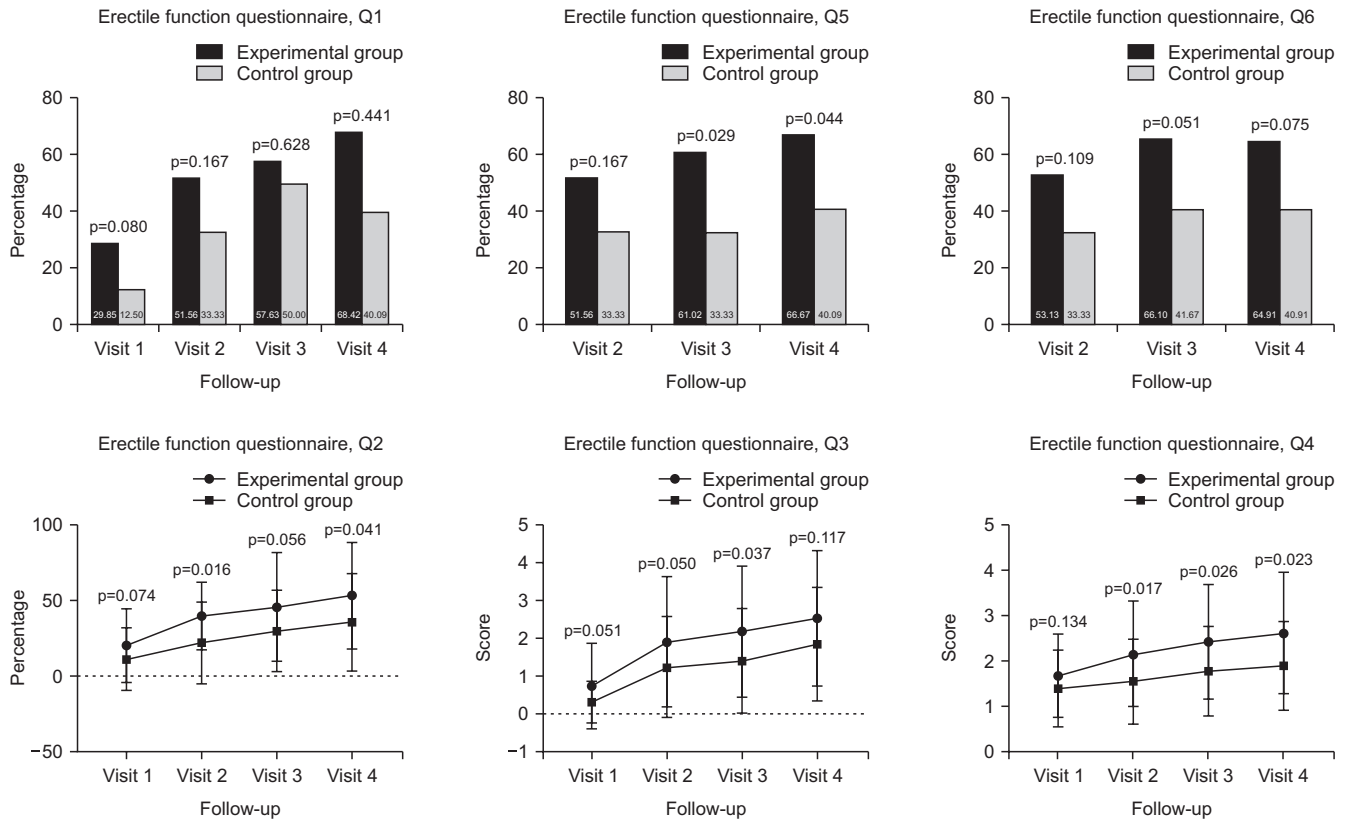 Erectile function questionnaire, Q1
Experimental group
Control group
80
60
40
20
0
Percentage
p=0.080
p=0.167
p=0.628
p=0.441
29.85 12.50 51.56 33.33 57.63 50.00 68.42 40.09
Visit 1 Visit 2 Visit 3 Visit 4
Follow-up
Erectile function questionnaire, Q5
Experimental group
Control group
80
60
40
20
0
Percentage
p=0.167
p=0.029
p=0.044
51.56 33.33 61.02 33.33 66.67 40.09
Visit 2 Visit 3 Visit 4
Follow-up
Erectile function questionnaire, Q6
Experimental group
Control group
80
60
40
20
0
Percentage
p=0.109
p=0.051
p=0.075
53.13 33.33 66.10 41.67 64.91 40.91
Visit 2 Visit 3 Visit 4
Follow-up
Erectile function questionnaire, Q2
Experimental group
Control group
100
50
0
−50
Percentage
p=0.074
p=0.016
p=0.056
p=0.041
Visit 1 Visit 2 Visit 3 Visit 4
Follow-up
Erectile function questionnaire, Q3
Experimental group
Control group
5
4
3
2
1
0
−1
Score
p=0.051
p=0.050
p=0.037
p=0.117
Visit 1 Visit 2 Visit 3 Visit 4
Follow-up
Erectile function questionnaire, Q4
Experimental group
Control group
5
4
3
2
1
0
Score
p=0.134
p=0.017
p=0.026
p=0.023
Visit 1 Visit 2 Visit 3 Visit 4
Follow-up